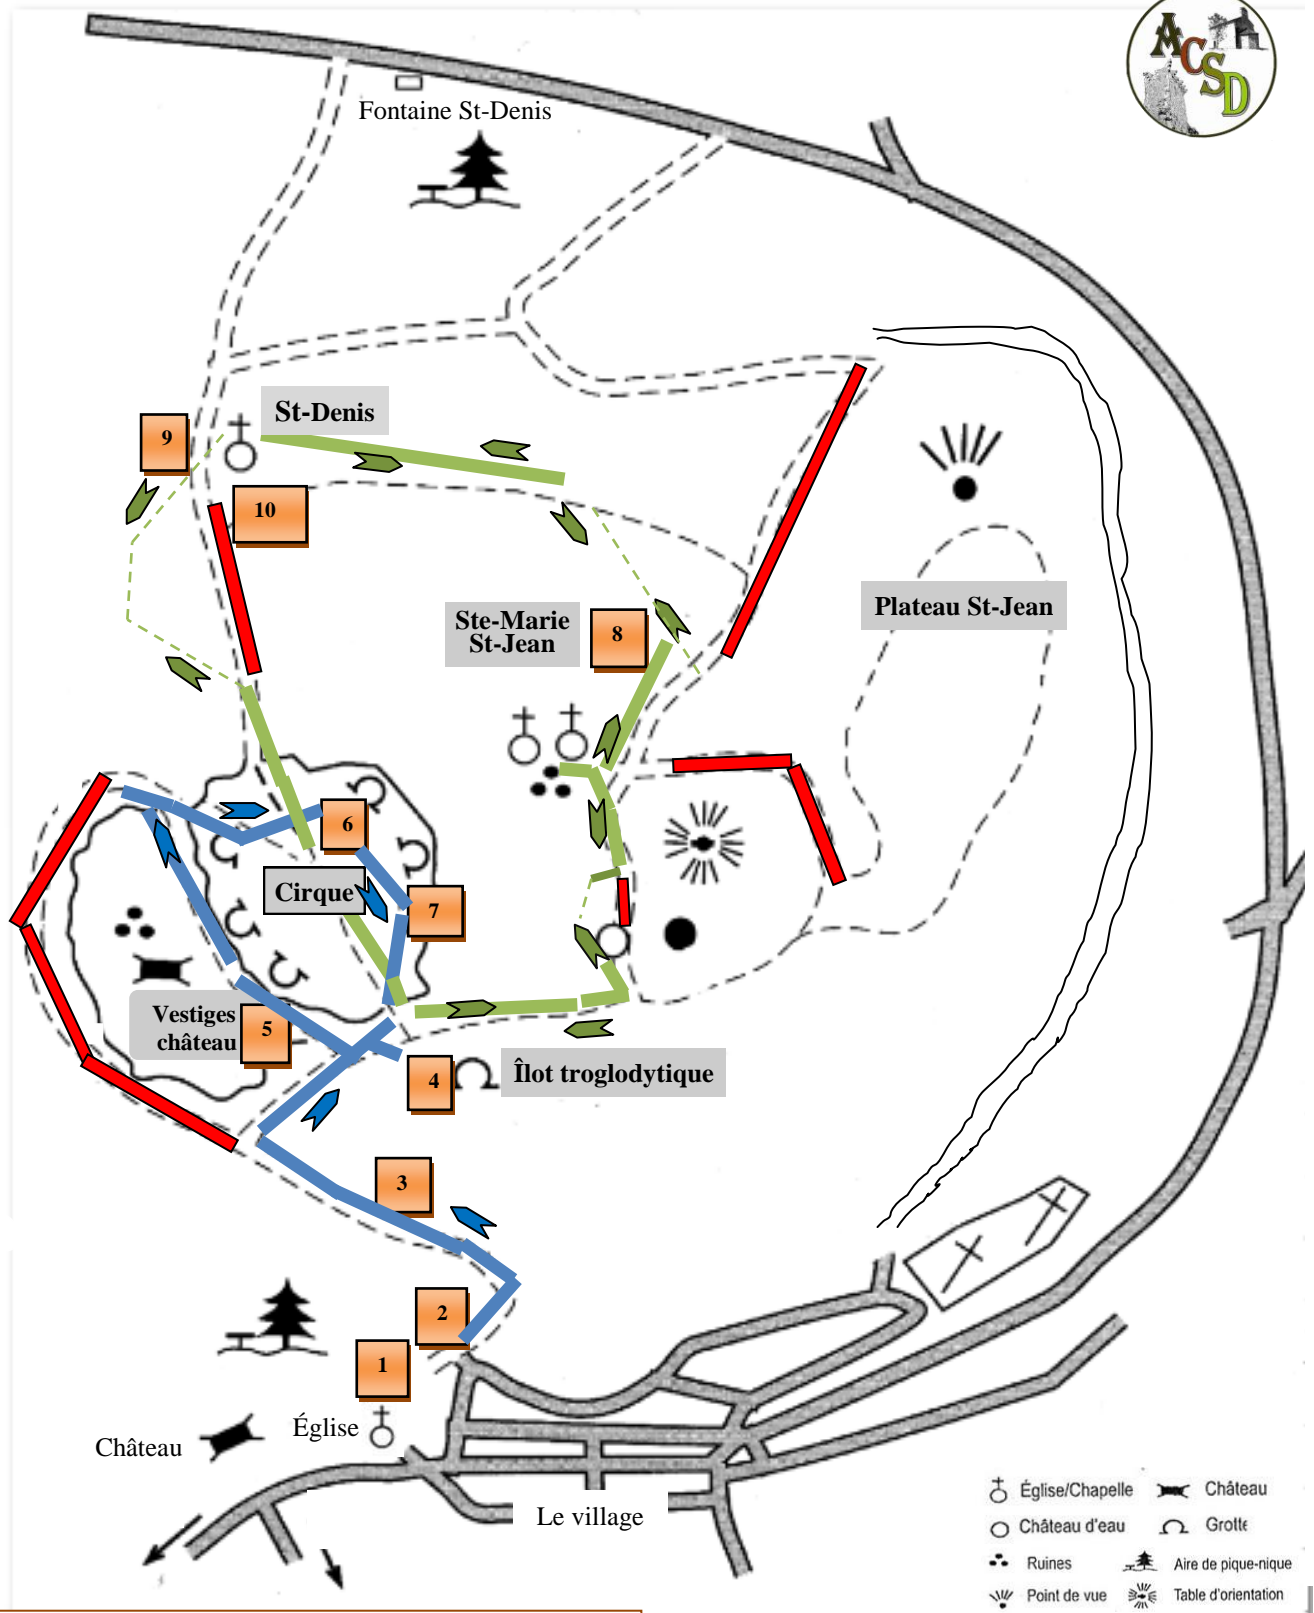 ACSD
Fontaine St-Denis
St-Denis
9
10
Ste-Marie
St-Jean
8
Plateau St-Jean
6
Cirque
7
Vestiges
château
5
4
Îlot troglodytique
3
2
1
Église
Château
Le village
Église/Chapelle
Château
Château d'eau
Grotte
Ruines
Aire de pique-nique
Point de vue
Table d'orientation